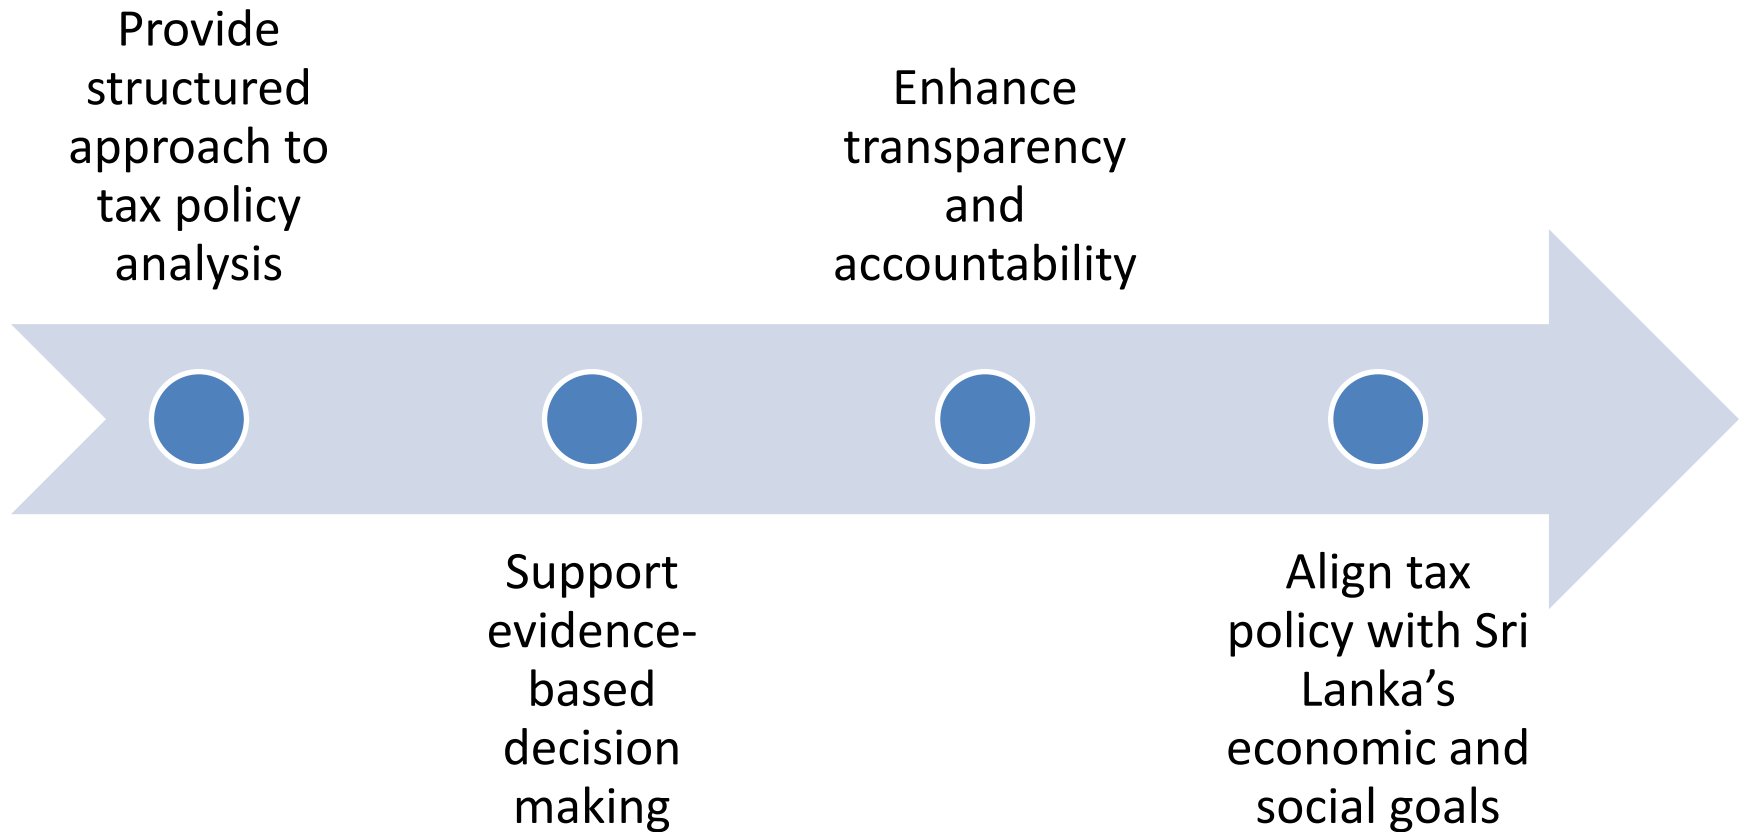 Provide
structured
approach to
tax policy
analysis
Support
evidence-
based
decision
making
Enhance
transparency
and
accountability
Align tax
policy with Sri
Lanka’s
economic and
social goals